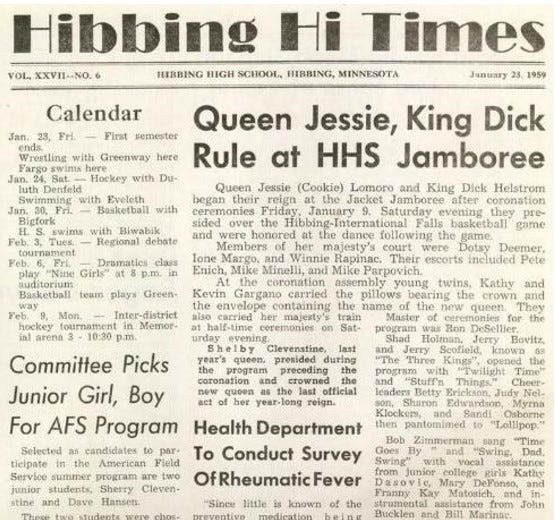 Hibbing Hi Times
VOL. XXVII--NO. 6
HIBBING HIGH SCHOOL, HIBBING, MINNESOTA
January 23, 1959
Calendar
Jan. 23, Fri. — First semester
ends.
Wrestling with Greenway here
Fargo swims here
Jan. 24, Sat. — Hockey with Du-
luth Denfeld
Swimming with Eveleth
Jan. 30, Fri. — Basketball with
Bigfork
H. S. swims with Biwabik
Feb. 3, Tues. — Regional debate
tournament
Feb. 6, Fri. — Dramatics class
play "Nine Girls" at 8 p.m. in
auditorium
Basketball team plays Green-
way
Feb. 9, Mon. — Inter-district
hockey tournament in Memor-
ial arena 3 - 10:30 p.m.
Committee Picks
Junior Girl, Boy
For AFS Program
Selected as candidates to par-
ticipate in the American Field
Service summer program are two
junior students, Sherry Cleven-
stine and Dave Hansen.
These two students were chos-
Queen Jessie, King Dick
Rule at HHS Jamboree
Queen Jessie (Cookie) Lomoro and King Dick Helstrom
began their reign at the Jacket Jamboree after coronation
ceremonies Friday, January 9. Saturday evening they pre-
sided over the Hibbing-International Falls basketball game
and were honored at the dance following the game.
Members of her majesty's court were Dotsy Deemer,
Ione Margo, and Winnie Rapinac. Their escorts included Pete
Enich, Mike Minelli, and Mike Parpovich.
At the coronation assembly young twins, Kathy and
Kevin Gargano carried the pillows bearing the crown and
the envelope containing the name of the new queen. They
also carried her majesty's train
at half-time ceremonies on Sat-
urday evening.
Shelby Clevenstine, last
year's queen, presided during
the program preceding the
coronation and crowned the
new queen as the last official
act of her year-long reign.
Health Department
To Conduct Survey
Of Rheumatic Fever
"Since little is known of the
preventive medication being
Master of ceremonies for the
program was Ron DeSellier.
Shad Holman, Jerry Bovitz,
and Jerry Scofield, known as
"The Three Kings", opened the
program with "Twilight Time"
and "Stuff'n Things." Cheer-
leaders Betty Erickson, Judy Nel-
son, Sharon Edwardson, Myrna
Klockers, and Sandi Osborne
then pantomimed to "Lollipop."
Bob Zimmerman sang "Time
Goes By " and "Swing, Dad,
Swing" with vocal assistance
from junior college girls Kathy
Dasovic, Mary DeFonso, and
Franny Kay Matosich, and in-
strumental assistance from John
Bucklen and Bill Marinac.